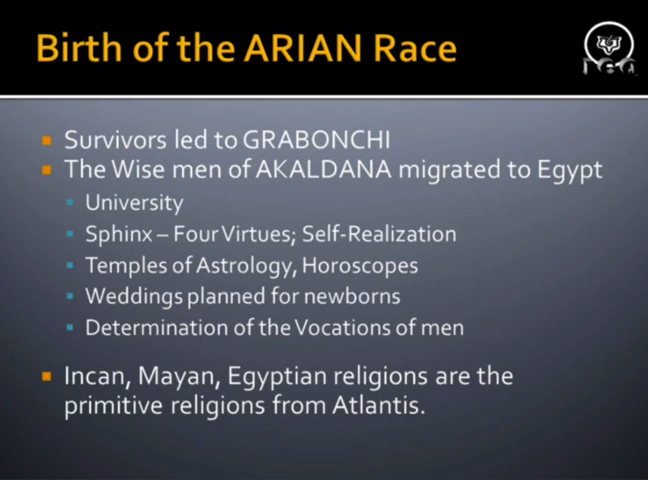 Birth of the ARIAN Race
Survivors led to GRABONCHI
The Wise men of AKALDANA migrated to Egypt
University
Sphinx – Four Virtues; Self-Realization
Temples of Astrology, Horoscopes
Weddings planned for newborns
Determination of the Vocations of men
Incan, Mayan, Egyptian religions are the
primitive religions from Atlantis.